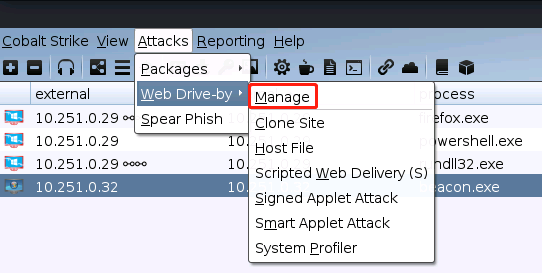 Cobalt Strike View Attacks Reporting Help
Packages
Web Drive-by
Spear Phish
Manage
Clone Site
Host File
Scripted Web Delivery (S)
Signed Applet Attack
Smart Applet Attack
System Profiler
external process
10.251.0.29 firefox.exe
10.251.0.29 10. powershell.exe
10.251.0.29 10.
10.251.0.32 10. beacon.exe